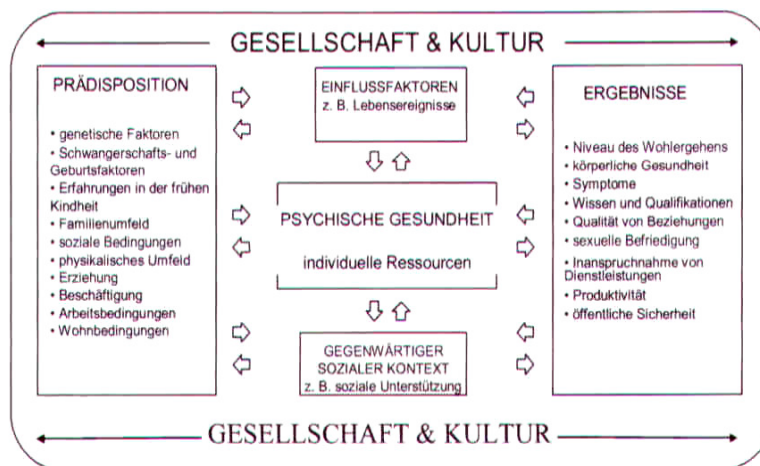 GESELLSCHAFT & KULTUR
PRÄDISPOSITION
• genetische Faktoren
• Schwangerschafts- und
Geburtsfaktoren
• Erfahrungen in der frühen
Kindheit
• Familienumfeld
• soziale Bedingungen
• physikalisches Umfeld
• Erziehung
• Beschäftigung
• Arbeitsbedingungen
• Wohnbedingungen
EINFLUSSFAKTOREN
z. B. Lebensereignisse
PSYCHISCHE GESUNDHEIT
individuelle Ressourcen
GEGENWÄRTIGER
SOZIALER KONTEXT
z. B. soziale Unterstützung
ERGEBNISSE
• Niveau des Wohlergehens
• körperliche Gesundheit
• Symptome
• Wissen und Qualifikationen
• Qualität von Beziehungen
• sexuelle Befriedigung
• Inanspruchnahme von
Dienstleistungen
• Produktivität
• öffentliche Sicherheit
GESELLSCHAFT & KULTUR